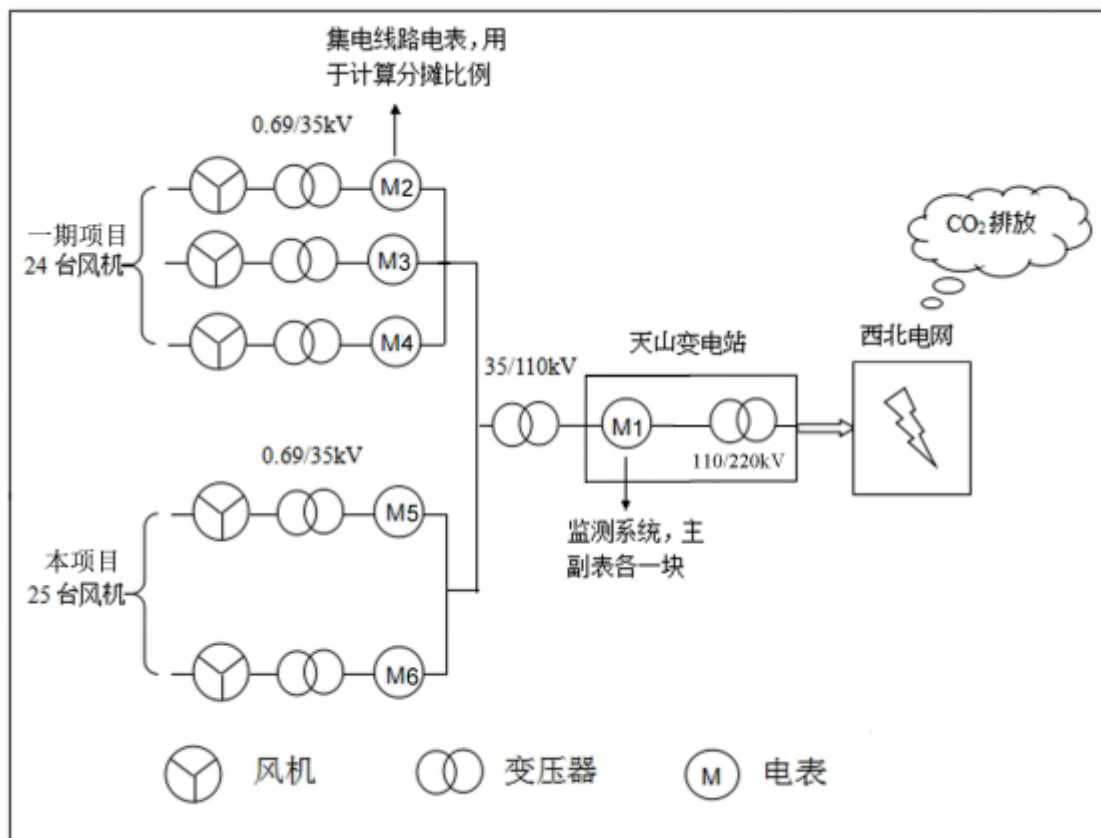 集电线路电表，用
于计算分摊比例
0.69/35kV
M2
一期项目
24 台风机
M3
M4
CO₂ 排放
西北电网
天山变电站
35/110kV
M1
110/220kV
0.69/35kV
M5
监测系统，主
副表各一块
本项目
25 台风机
M6
风机
变压器
M
电表